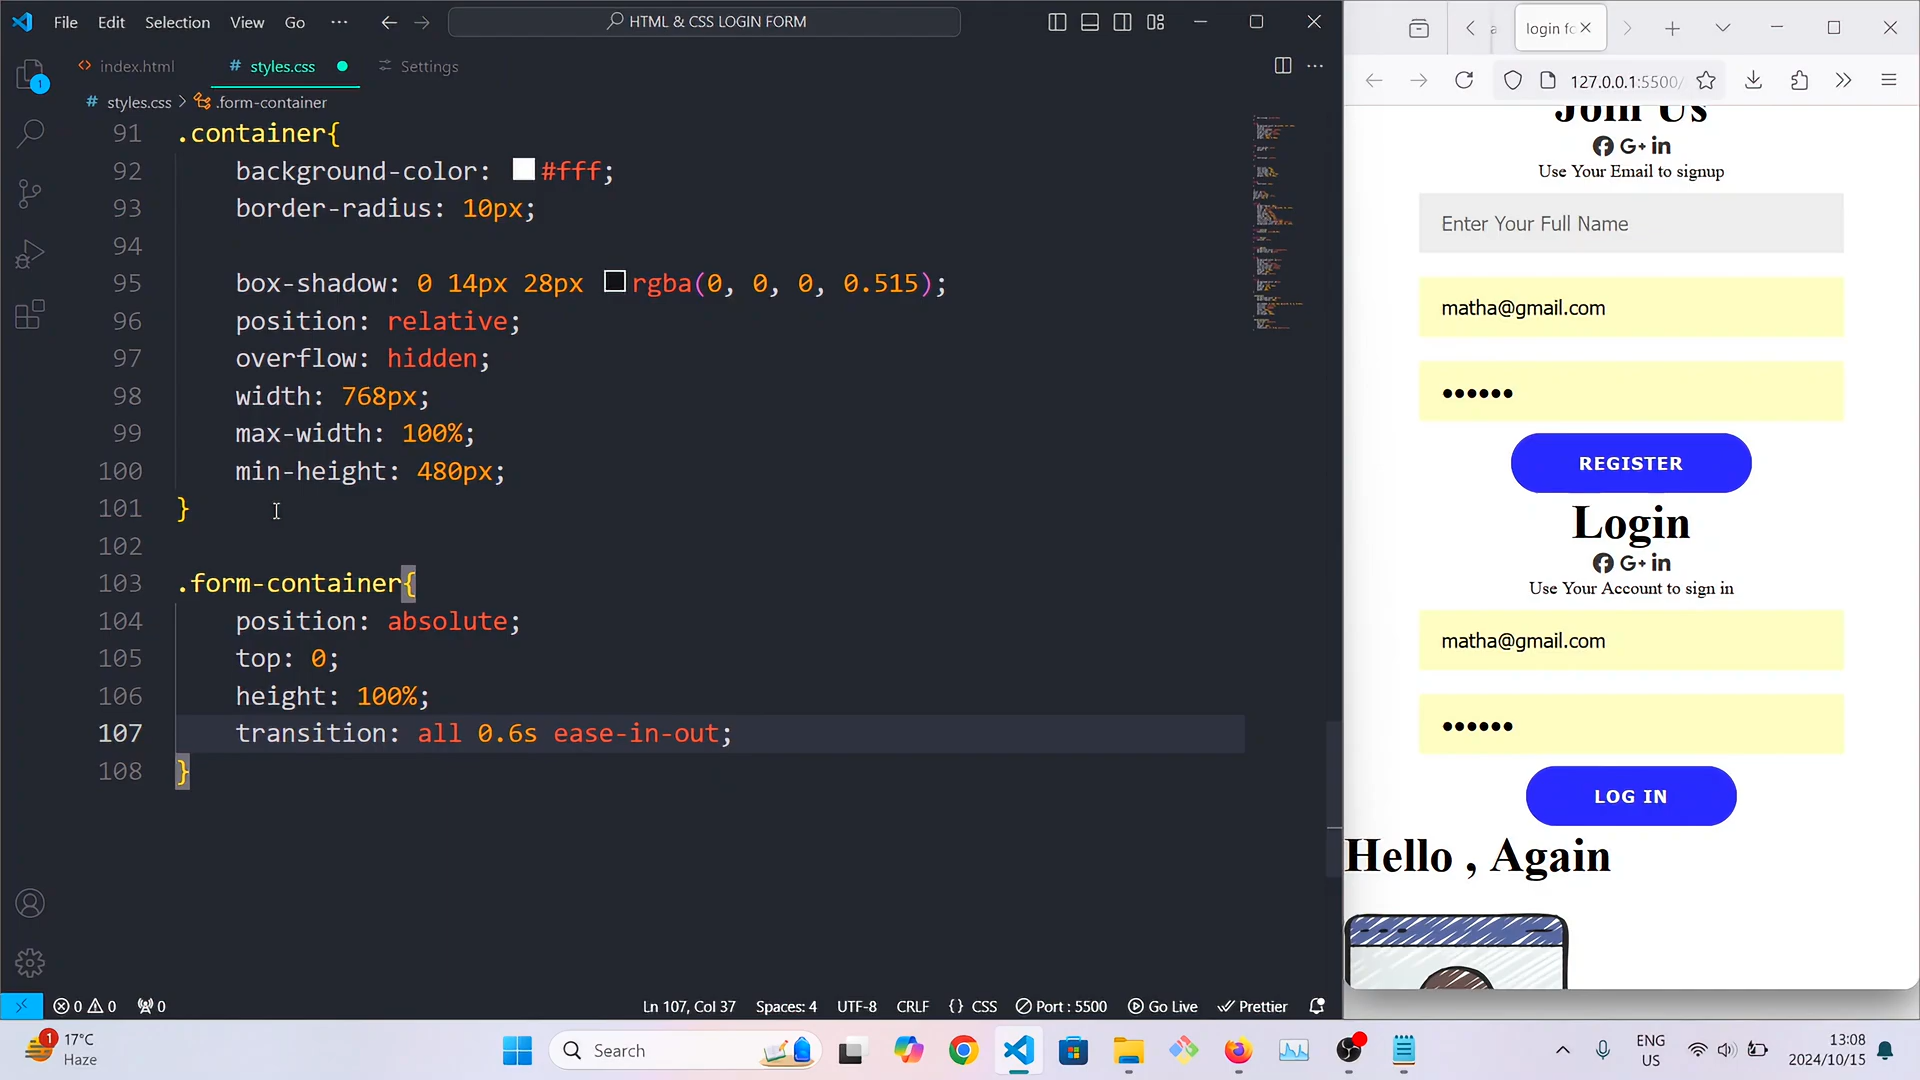 File Edit Selection View Go ···
HTML & CSS LOGIN FORM
index.html
# styles.css
Settings
# styles.css > .form-container
91 .container{
92 background-color: #fff;
93 border-radius: 10px;
94
95 box-shadow: 0 14px 28px rgba(0, 0, 0, 0.515);
96 position: relative;
97 overflow: hidden;
98 width: 768px;
99 max-width: 100%;
100 min-height: 480px;
101 }
102
103 .form-container{
104 position: absolute;
105 top: 0;
106 height: 100%;
107 transition: all 0.6s ease-in-out;
108 }
1
0 0 0
Ln 107, Col 37 Spaces: 4 UTF-8 CRLF {} CSS Port : 5500 Go Live Prettier
login fo
127.0.0.1:5500/
Join Us
G+ in
Use Your Email to signup
Enter Your Full Name
matha@gmail.com
••••••
REGISTER
Login
G+ in
Use Your Account to sign in
matha@gmail.com
••••••
LOG IN
Hello , Again
1
17°C
Haze
Search
ENG
US
13:08
2024/10/15